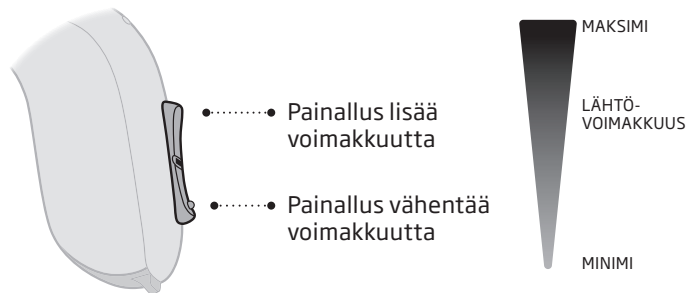 Painallus lisää
voimakkuutta
Painallus vähentää
voimakkuutta
MAKSIMI
LÄHTÖ-
VOIMAKKUUS
MINIMI